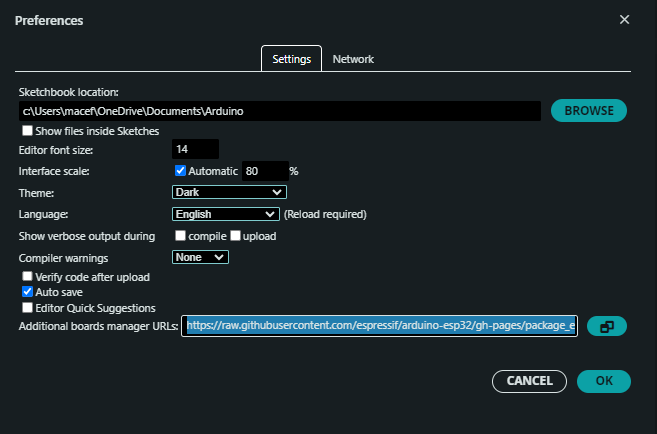 Preferences
Settings Network
Sketchbook location:
c:\Users\macef\OneDrive\Documents\Arduino BROWSE
Show files inside Sketches
Editor font size: 14
Interface scale: Automatic 80 %
Theme: Dark
Language: English (Reload required)
Show verbose output during compile upload
Compiler warnings None
Verify code after upload
Auto save
Editor Quick Suggestions
Additional boards manager URLs: https://raw.githubusercontent.com/espressif/arduino-esp32/gh-pages/package_e
CANCEL OK